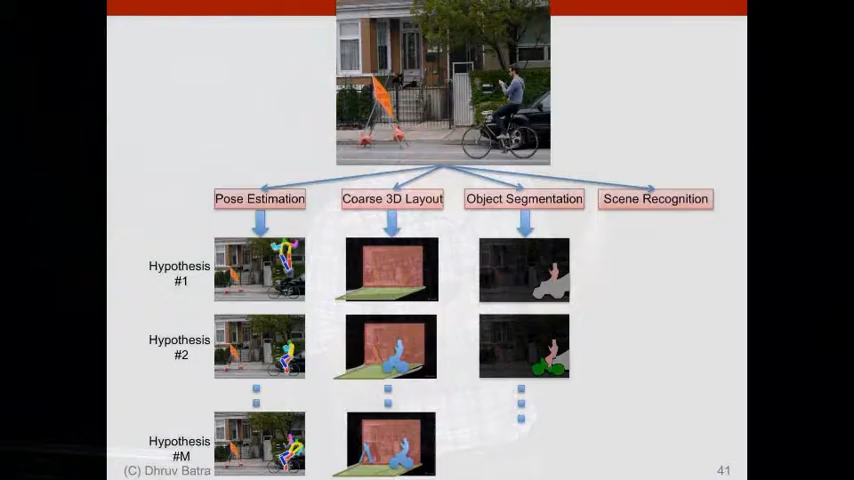 Pose Estimation
Coarse 3D Layout
Object Segmentation
Scene Recognition
Hypothesis
#1
Hypothesis
#2
Hypothesis
#M
(C) Dhruv Batra
41